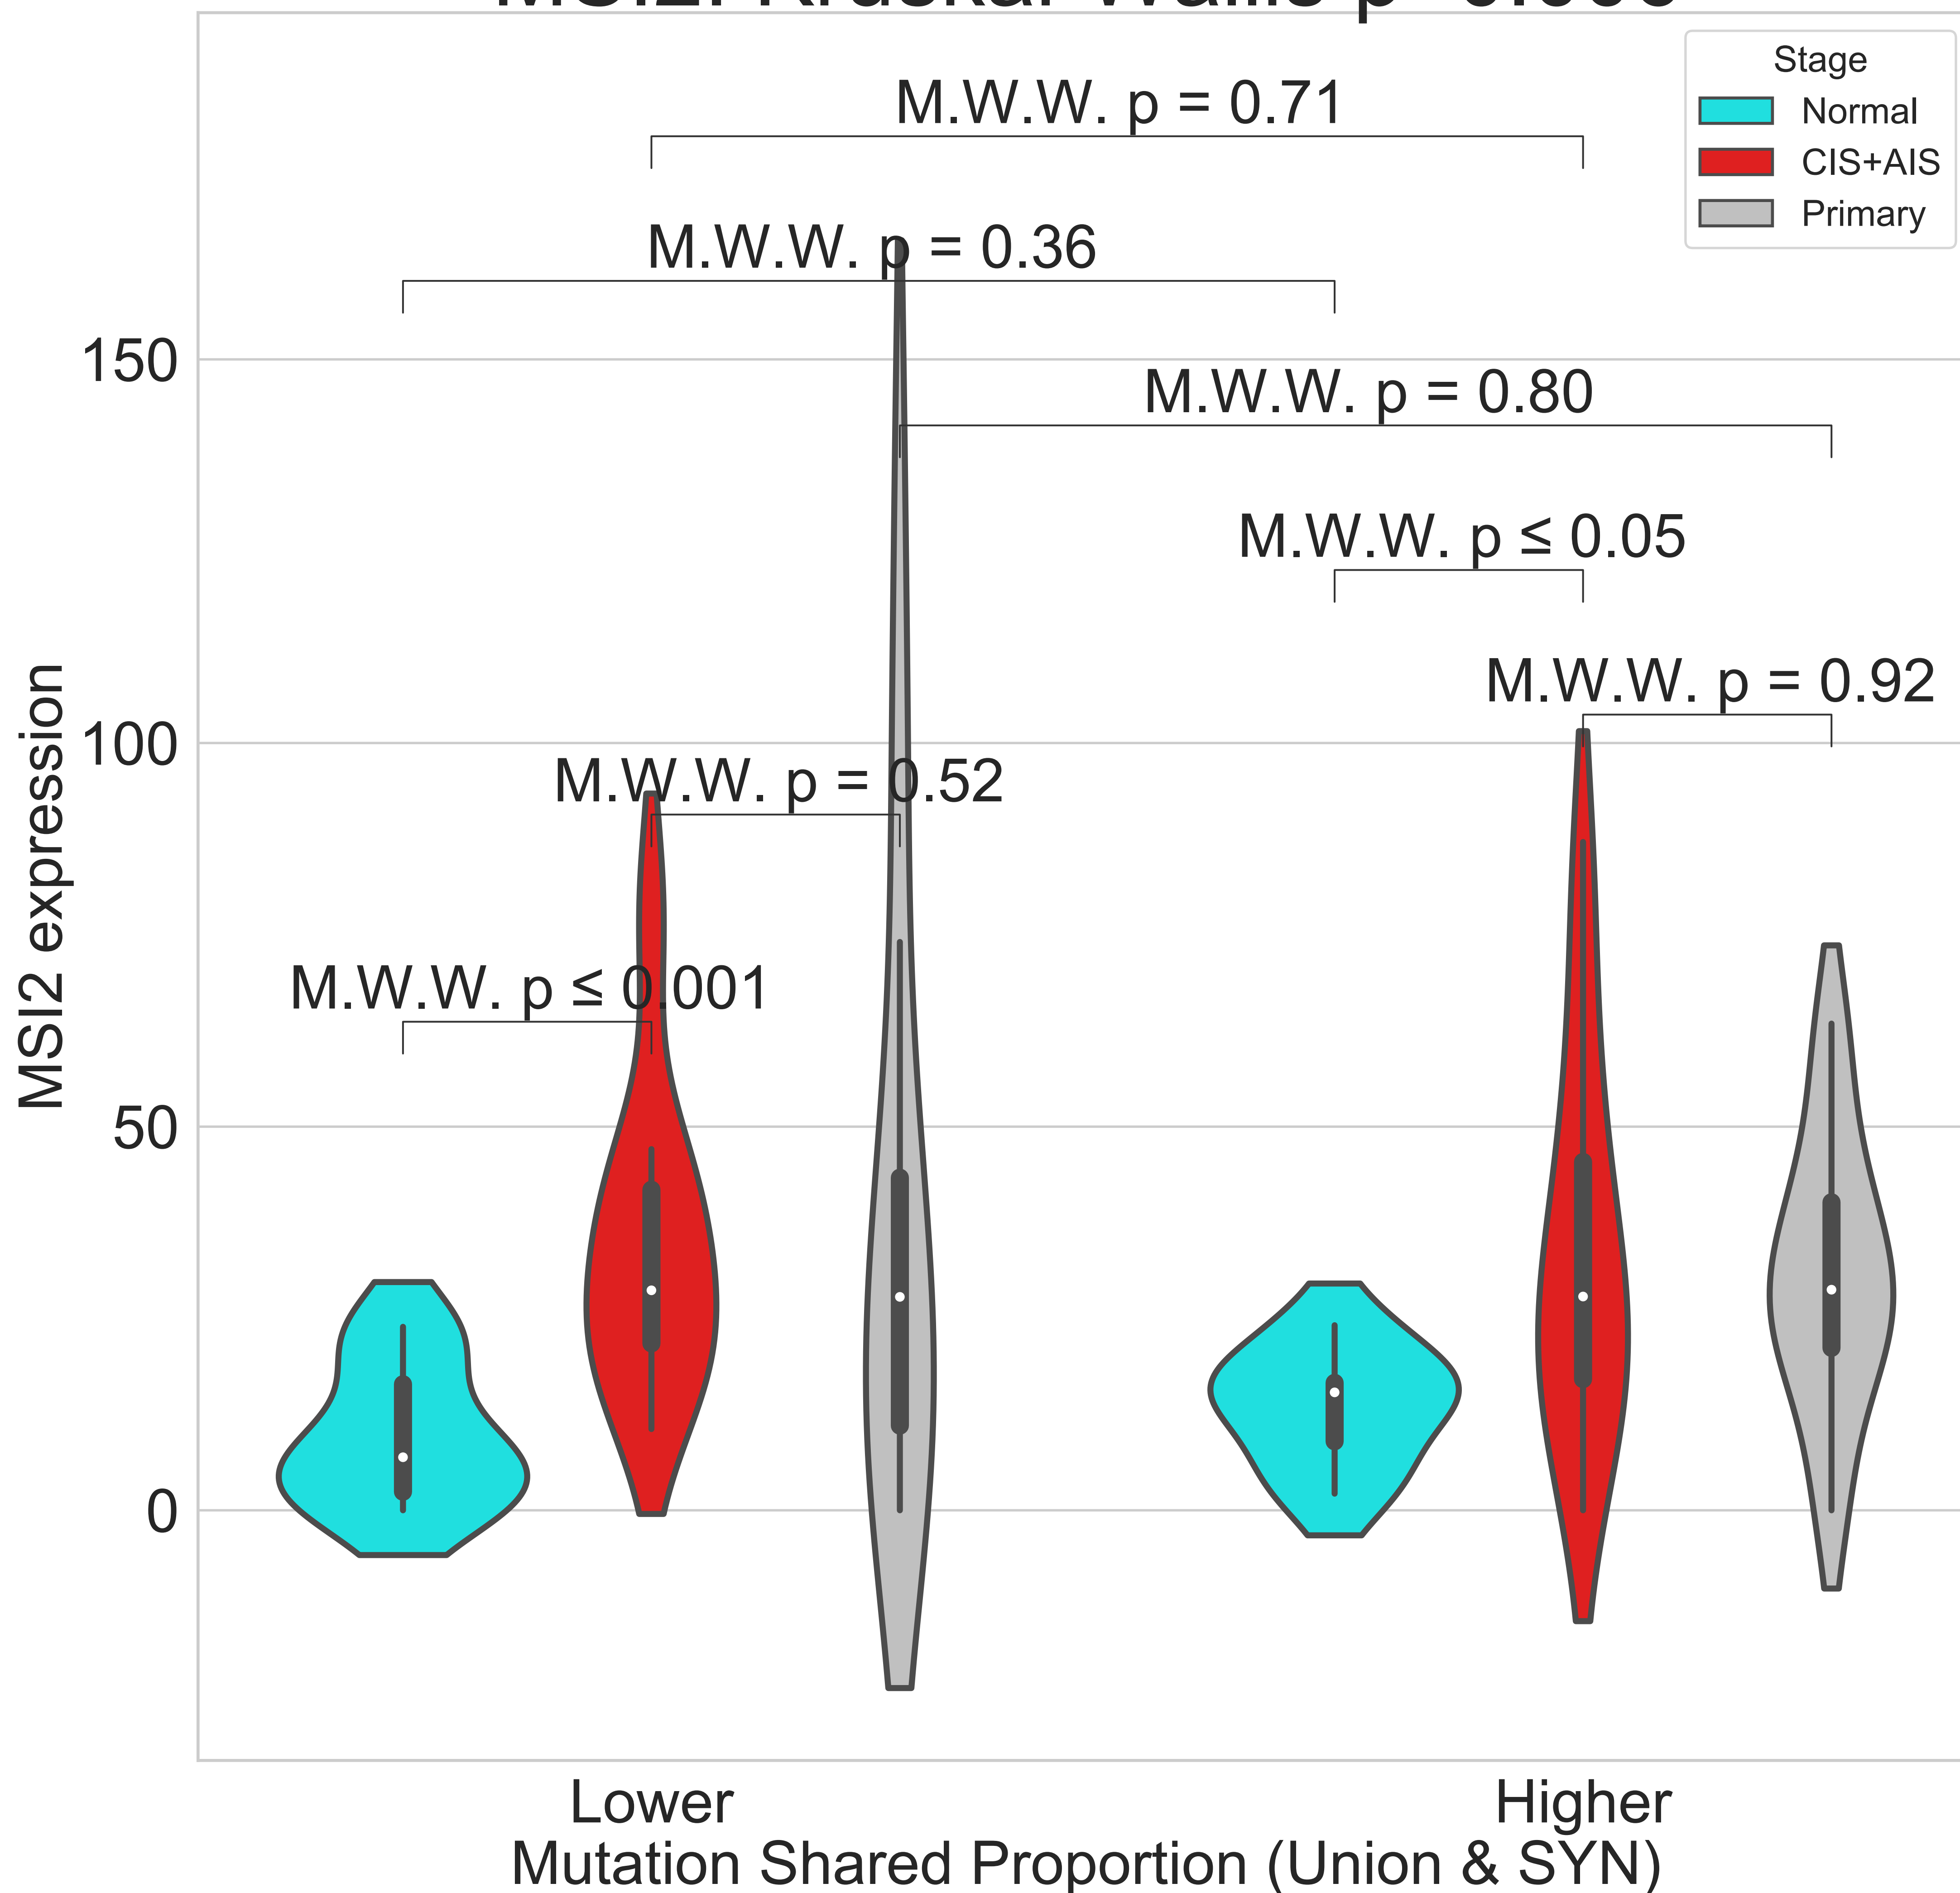 Stage
Normal
CIS+AIS
Primary
M.W.W. p = 0.71
M.W.W. p = 0.36
150
M.W.W. p = 0.80
M.W.W. p ≤ 0.05
M.W.W. p = 0.92
100
M.W.W. p = 0.52
M.W.W. p ≤ 0.001
MSI2 expression
50
0
Lower
Higher
Mutation Shared Proportion (Union & SYN)